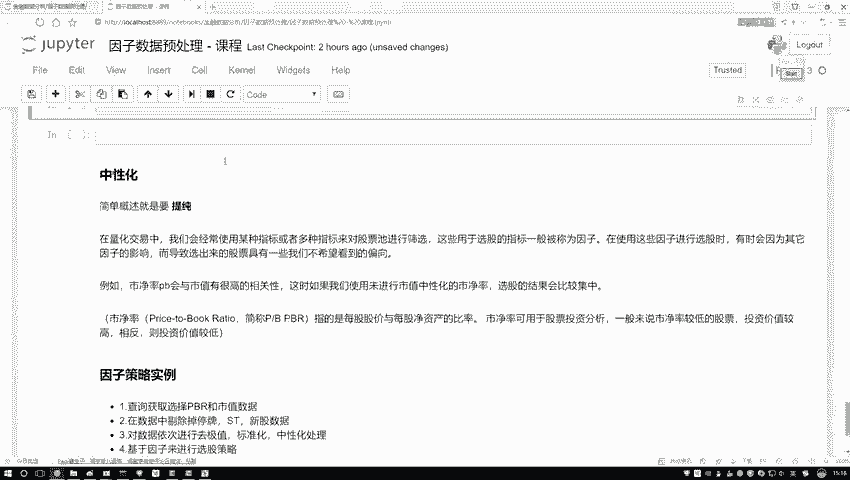 因子数据预处理 - 课程
http://localhost:8889/notebooks/
jupyter 因子数据预处理 - 课程 Last Checkpoint: 2 hours ago (unsaved changes)
Logout
File Edit View Insert Cell Kernel Widgets Help
Trusted
3
Code
In [ ]:
中性化
简单概述就是要 提纯
在量化交易中，我们会经常使用某种指标或者多种指标来对股票池进行筛选，这些用于选股的指标一般被称为因子。在使用这些因子进行选股时，有时会因为其它
因子的影响，而导致选出来的股票具有一些我们不希望看到的偏向。
例如，市净率pb会与市值有很高的相关性，这时如果我们使用未进行市值中性化的市净率，选股的结果会比较集中。
（市净率（Price-to-Book Ratio，简称P/B PBR）指的是每股股价与每股净资产的比率。 市净率可用于股票投资分析，一般来说市净率较低的股票，投资价值较
高，相反，则投资价值较低）
因子策略实例
1.查询获取选择PBR和市值数据
2.在数据中剔除掉停牌，ST，新股数据
3.对数据依次进行去极值，标准化，中性化处理
4.基于因子来进行选股策略
英
15:16